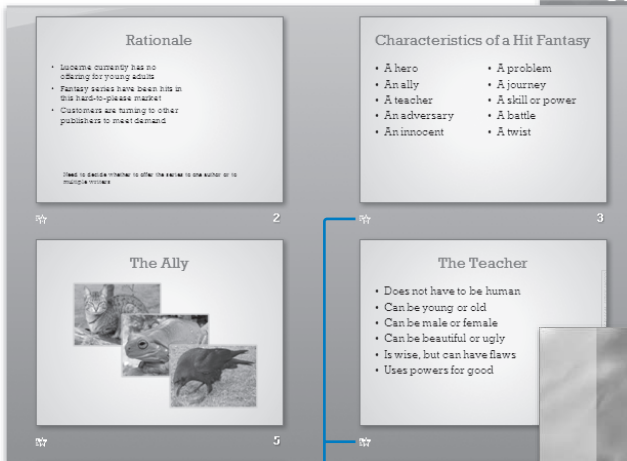 Rationale
• Lucerne currently has no
offering for young adults
• Fantasy series have been hits in
this hard-to-please market
• Customers are turning to other
publishers to meet demand
Need to decide whether to offer the series to one author or to
multiple writers
2
Characteristics of a Hit Fantasy
• A hero
• An ally
• A teacher
• An adversary
• An innocent
• A problem
• A journey
• A skill or power
• A battle
• A twist
3
The Ally
5
The Teacher
• Does not have to be human
• Can be young or old
• Can be male or female
• Can be beautiful or ugly
• Is wise, but can have flaws
• Uses powers for good